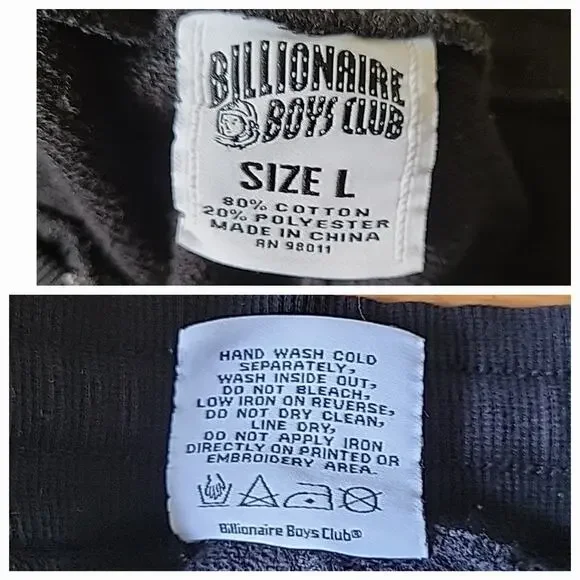 BILLIONAIRE
BOYS CLUB
SIZE L
80% COTTON
20% POLYESTER
MADE IN CHINA
RN 98011
HAND WASH COLD
SEPARATELY,
WASH INSIDE OUT,
DO NOT BLEACH,
LOW IRON ON REVERSE,
DO NOT DRY CLEAN,
LINE DRY,
DO NOT APPLY IRON
DIRECTLY ON PRINTED OR
EMBROIDERY AREA.
Billionaire Boys Club®